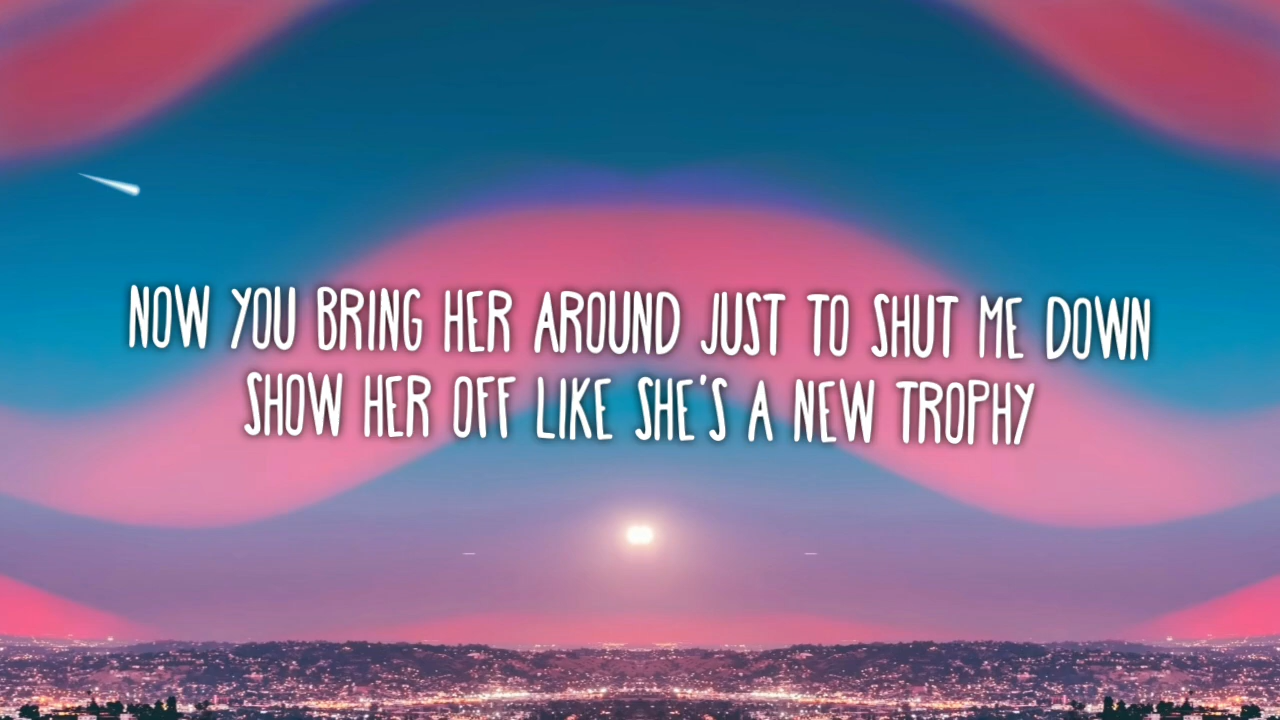 NOW YOU BRING HER AROUND JUST TO SHUT ME DOWN
SHOW HER OFF LIKE SHE'S A NEW TROPHY